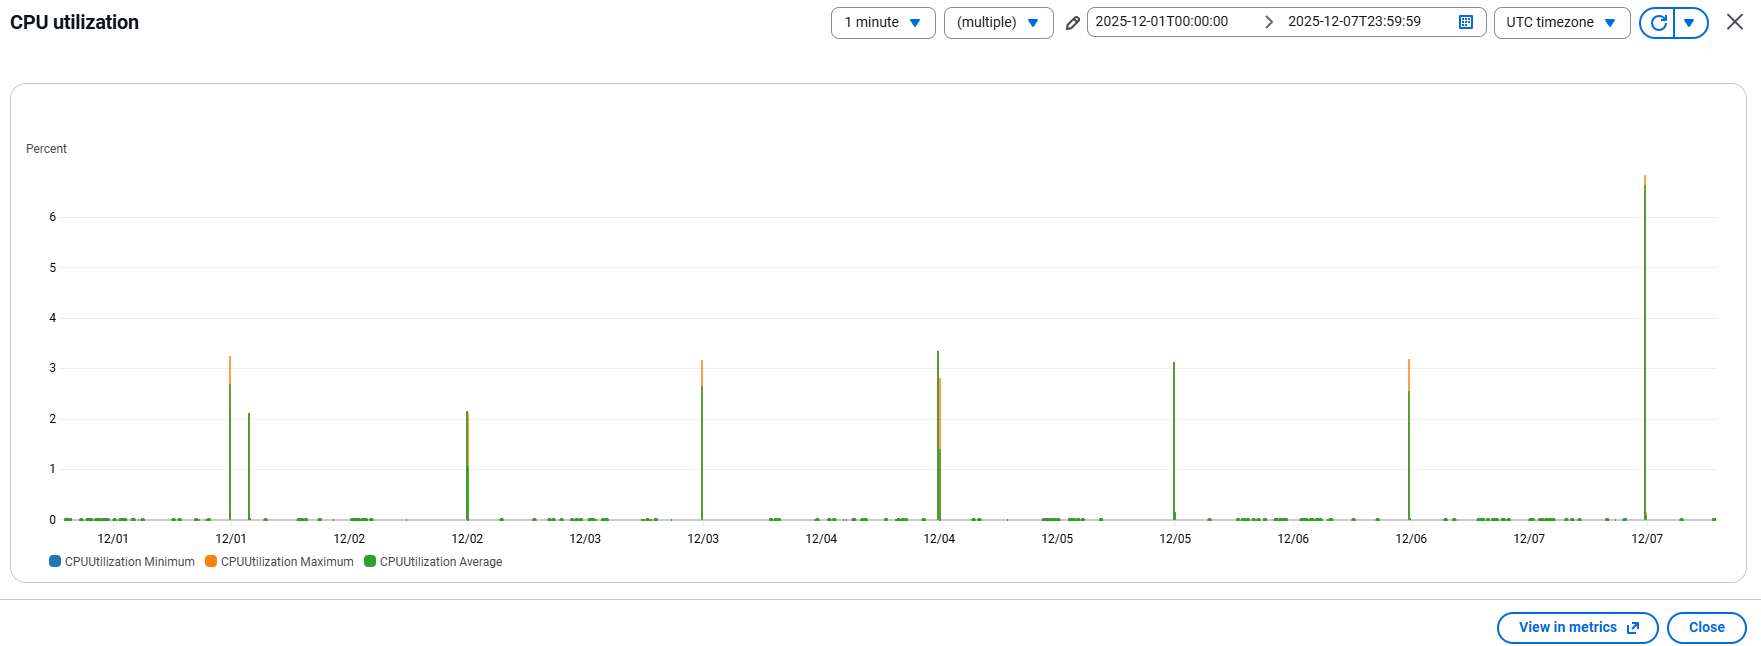 CPU utilization
1 minute
(multiple)
2025-12-01T00:00:00
2025-12-07T23:59:59
UTC timezone
Percent
6
5
4
3
2
1
0
12/01 12/01 12/02 12/02 12/03 12/03 12/04 12/04 12/05 12/05 12/06 12/06 12/07 12/07
CPUUtilization Minimum CPUUtilization Maximum CPUUtilization Average
View in metrics
Close